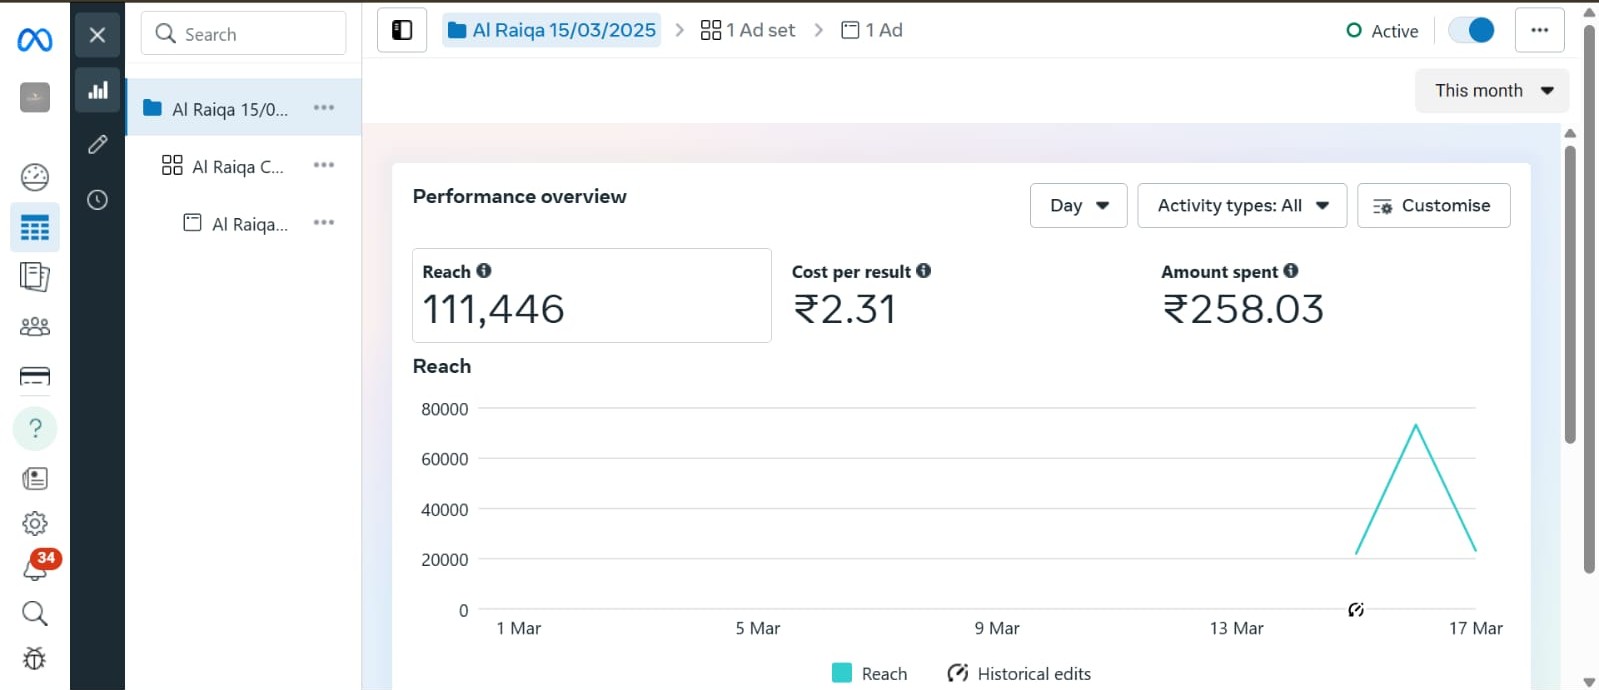 Search
Al Raiqa 15/03/2025
1 Ad set
1 Ad
Active
This month
Al Raiqa 15/0...
Al Raiqa C...
Al Raiqa...
Performance overview
Day
Activity types: All
Customise
Reach
111,446
Cost per result
₹2.31
Amount spent
₹258.03
Reach
80000
60000
40000
20000
0
1 Mar
5 Mar
9 Mar
13 Mar
17 Mar
Reach
Historical edits
?
34